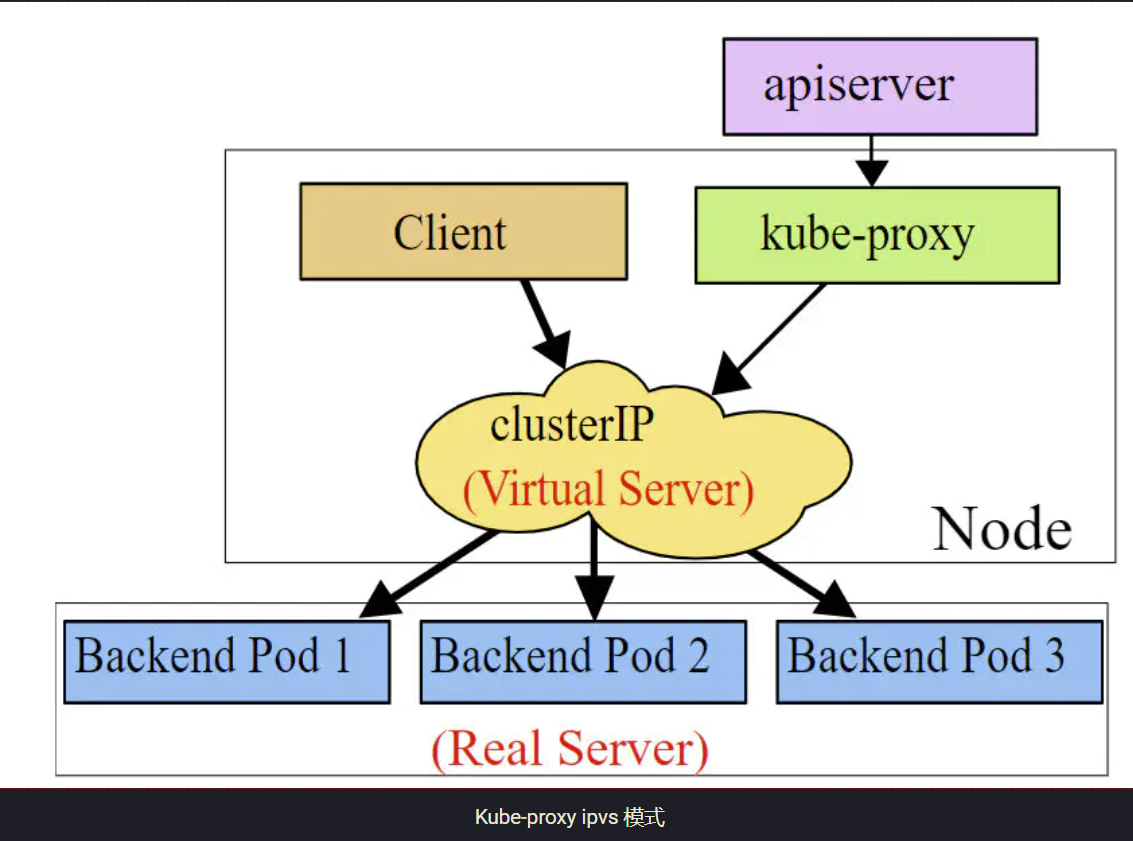 apiserver
Client
kube-proxy
clusterIP
(Virtual Server)
Node
Backend Pod 1
Backend Pod 2
Backend Pod 3
(Real Server)
Kube-proxy ipvs 模式